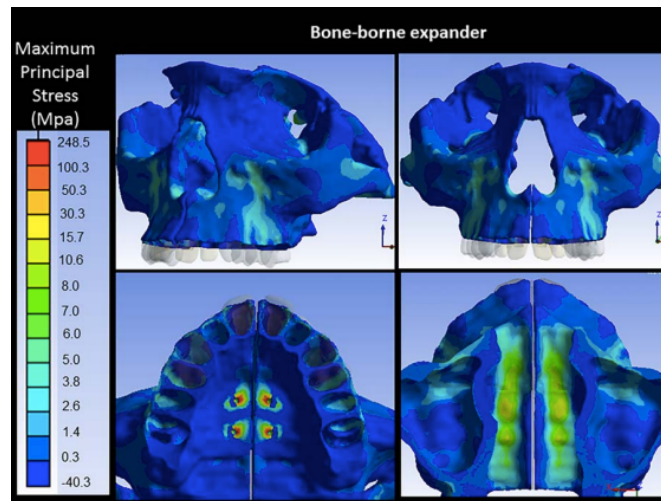 Bone-borne expander
Maximum
Principal
Stress
(Mpa)
248.5
100.3
50.3
30.3
15.7
10.6
8.0
7.0
6.0
5.0
3.8
2.6
1.4
0.3
-40.3
z
z